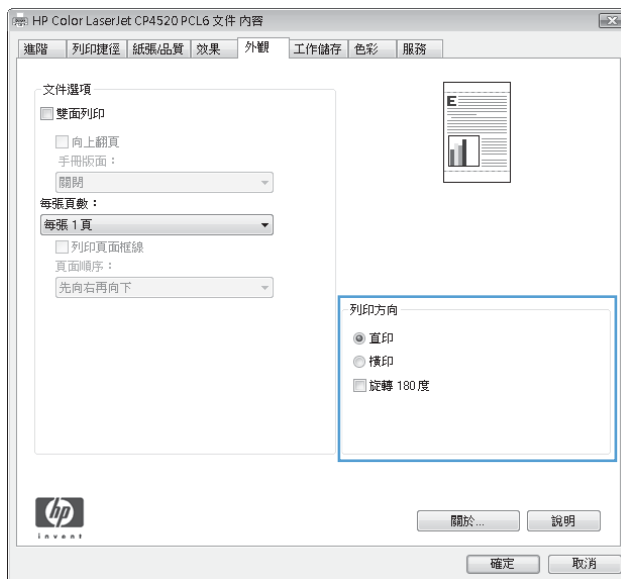 HP Color LaserJet CP4520 PCL6 文件 內容
進階 列印捷徑 紙張/品質 效果 外觀 工作儲存 色彩 服務
文件選項
雙面列印
向上翻頁
手冊版面：
關閉
每張頁數：
每張 1 頁
列印頁面框線
頁面順序：
先向右再向下
E
列印方向
直印
橫印
旋轉 180 度
hp
invent
關於... 說明
確定 取消